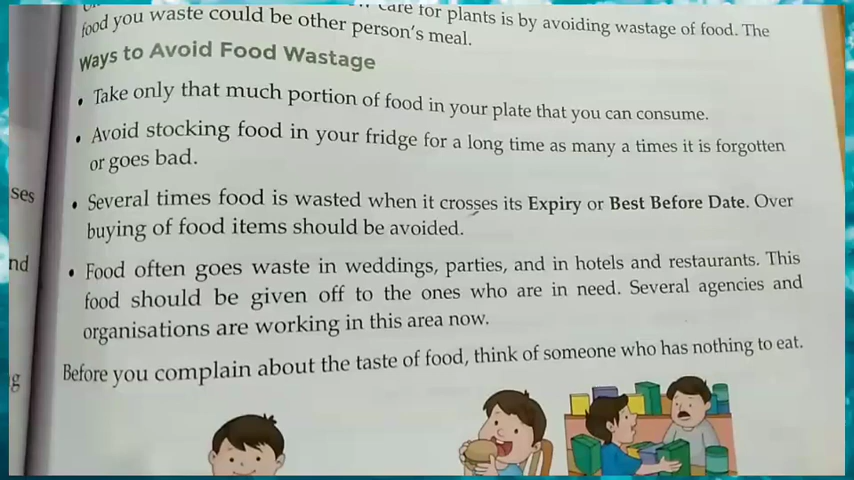 care for plants is by avoiding wastage of food. The
food you waste could be other person's meal.
Ways to Avoid Food Wastage
• Take only that much portion of food in your plate that you can consume.
• Avoid stocking food in your fridge for a long time as many a times it is forgotten
or goes bad.
• Several times food is wasted when it crosses its Expiry or Best Before Date. Over
buying of food items should be avoided.
• Food often goes waste in weddings, parties, and in hotels and restaurants. This
food should be given off to the ones who are in need. Several agencies and
organisations are working in this area now.
Before you complain about the taste of food, think of someone who has nothing to eat.
ses
nd
g